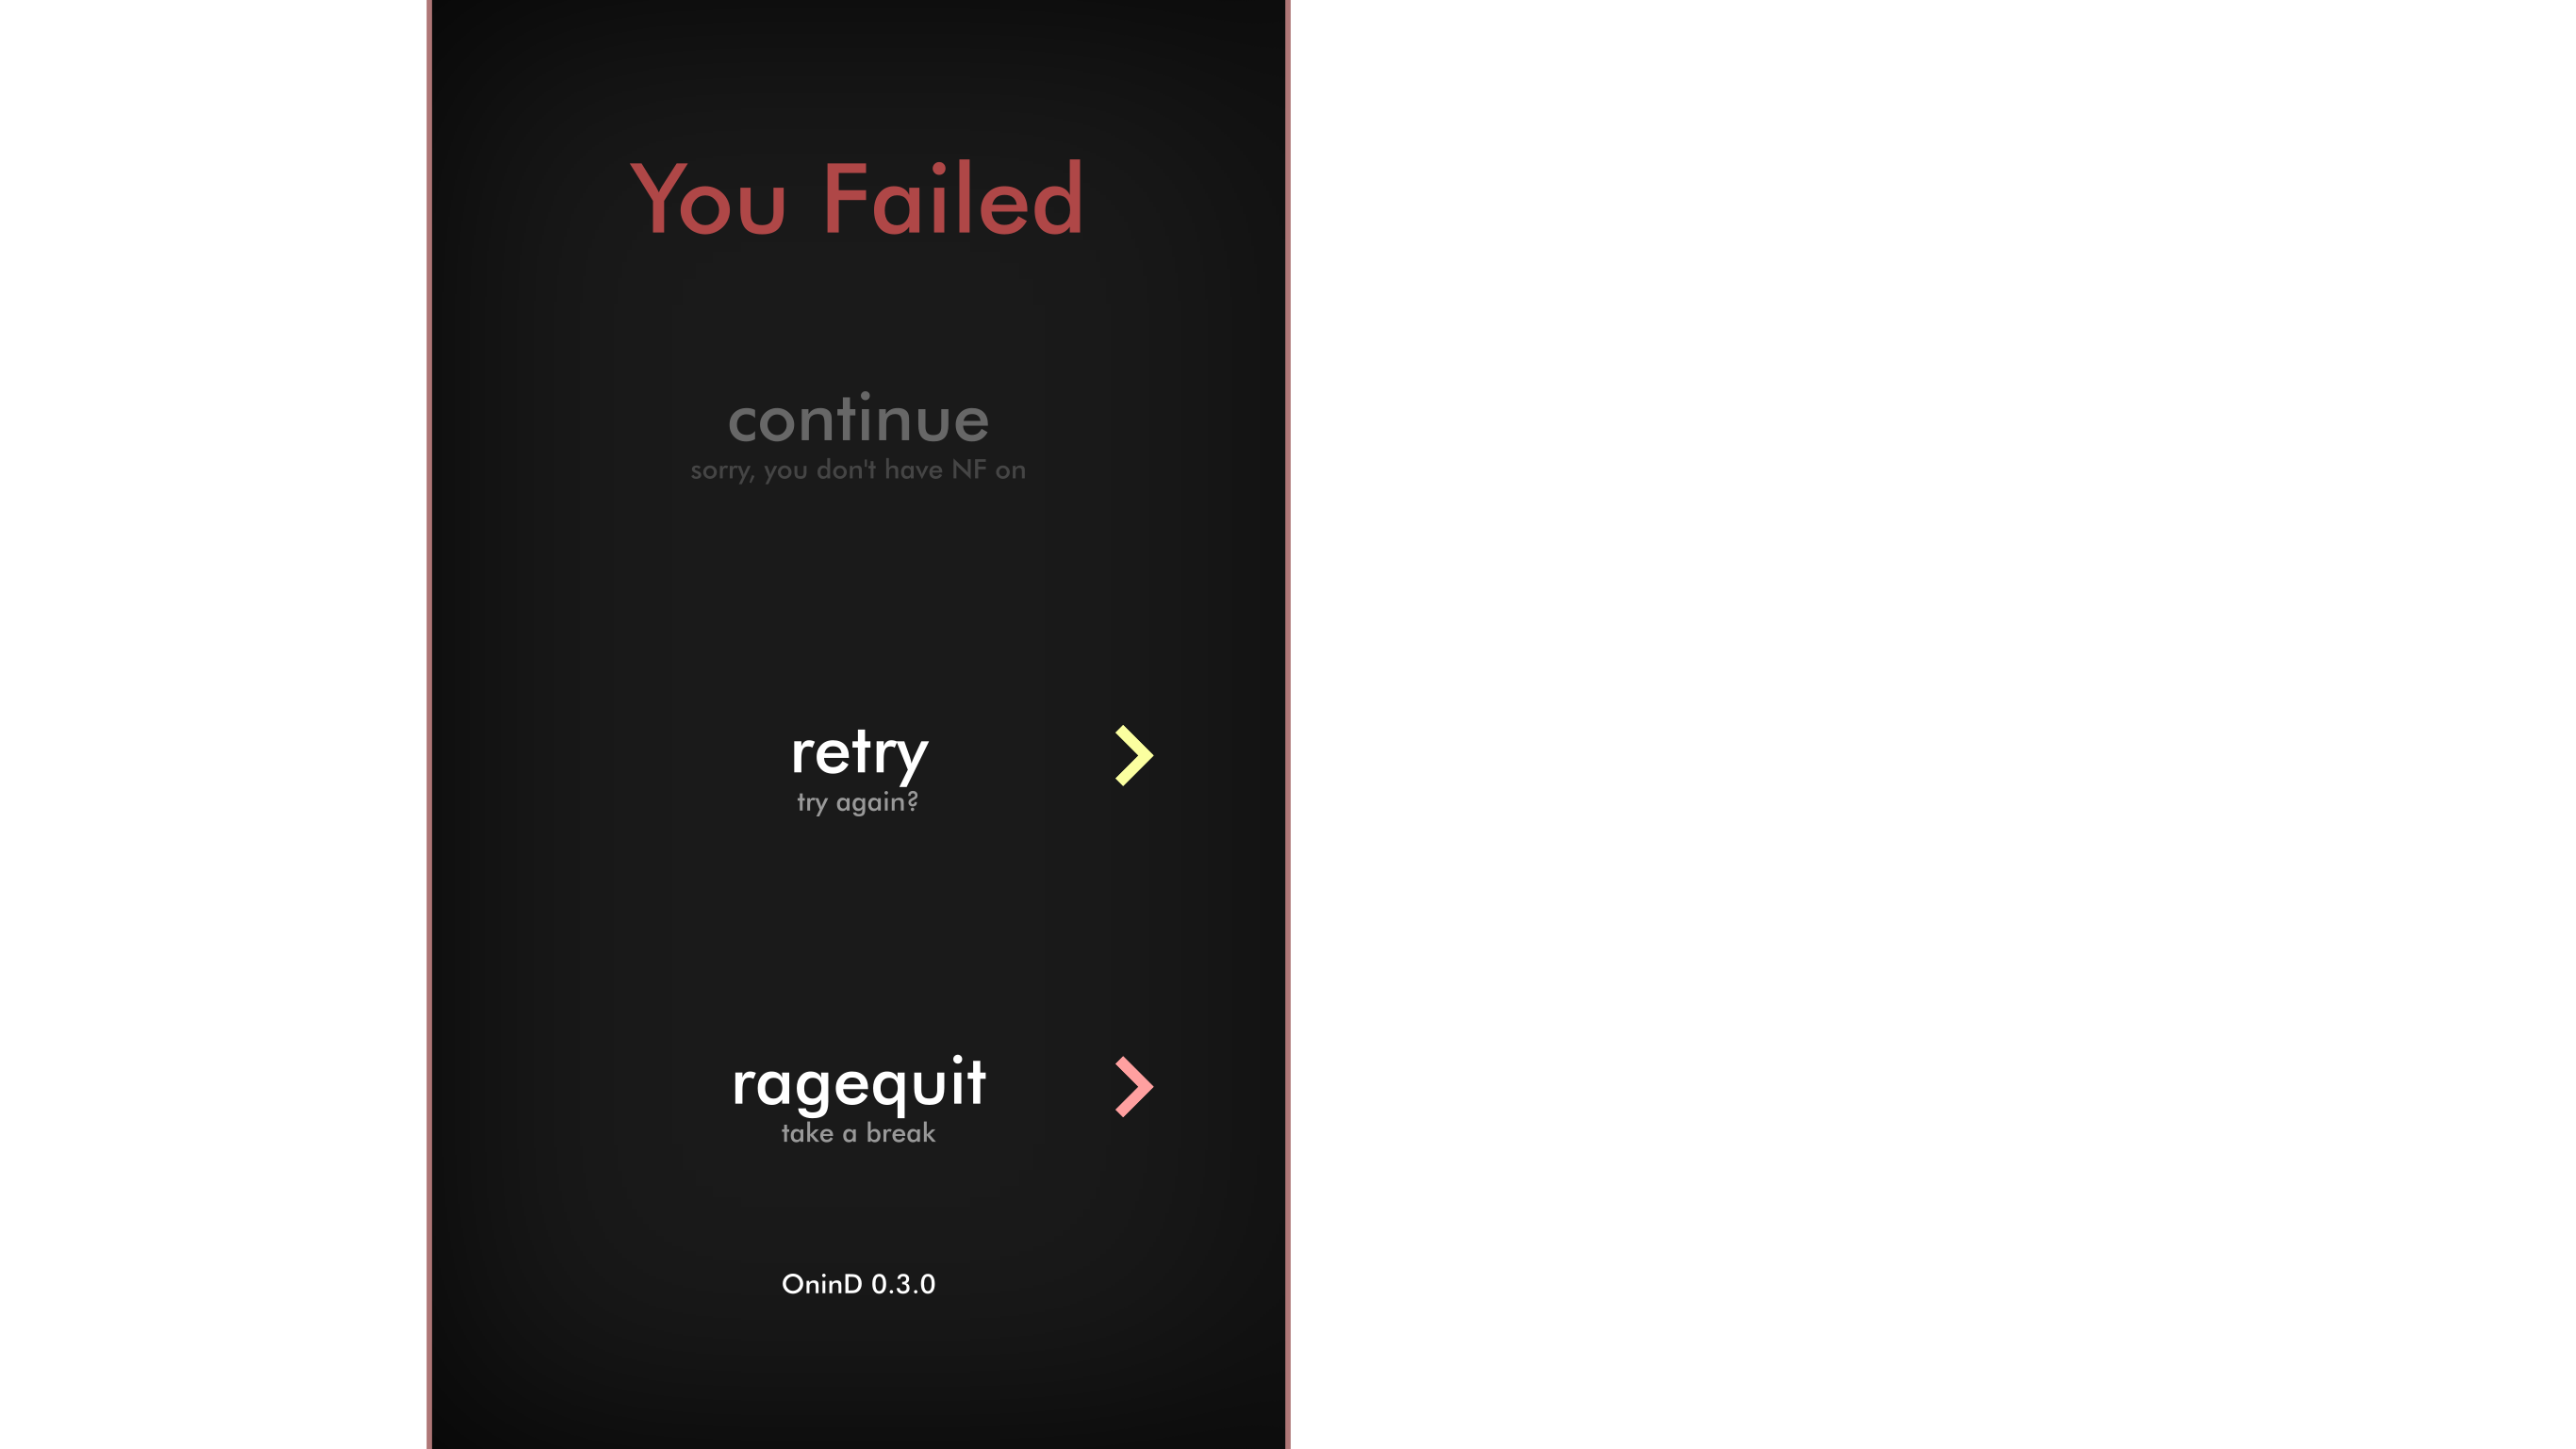 You Failed
continue
sorry, you don't have NF on
retry
try again?
ragequit
take a break
OninD 0.3.0